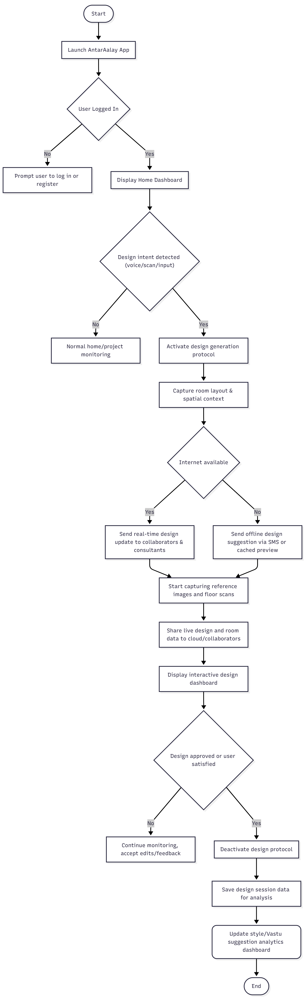 Start
Launch AntarAalay App
User Logged In
No
Yes
Prompt user to log in or
register
Display Home Dashboard
Design intent detected
(voice/scan/input)
No
Yes
Normal home/project
monitoring
Activate design generation
protocol
Capture room layout &
spatial context
Internet available
Yes
No
Send real-time design
update to collaborators &
consultants
Send offline design
suggestion via SMS or
cached preview
Start capturing reference
images and floor scans
Share live design and room
data to cloud/collaborators
Display interactive design
dashboard
Design approved or user
satisfied
No
Yes
Continue monitoring,
accept edits/feedback
Deactivate design protocol
Save design session data
for analysis
Update style/Vastu
suggestion analytics
dashboard
End